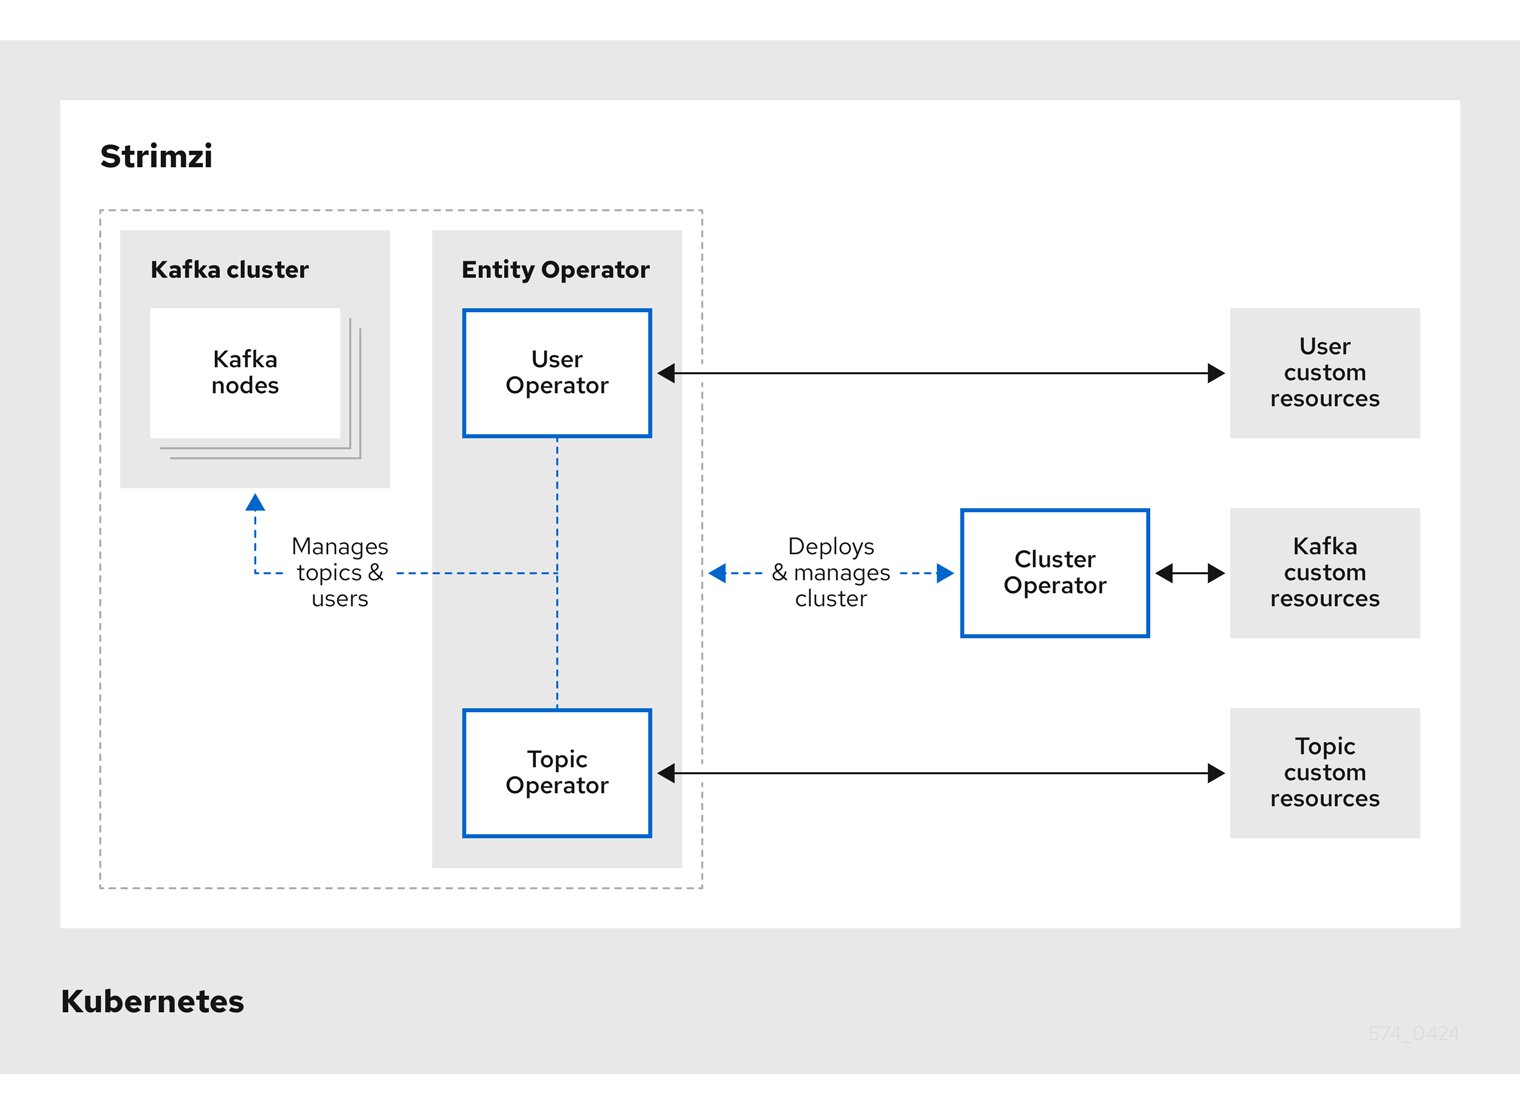 Strimzi
Kafka cluster
Kafka
nodes
Entity Operator
User
Operator
User
custom
resources
Manages
topics &
users
Deploys
& manages
cluster
Cluster
Operator
Kafka
custom
resources
Topic
Operator
Topic
custom
resources
Kubernetes
574_0424